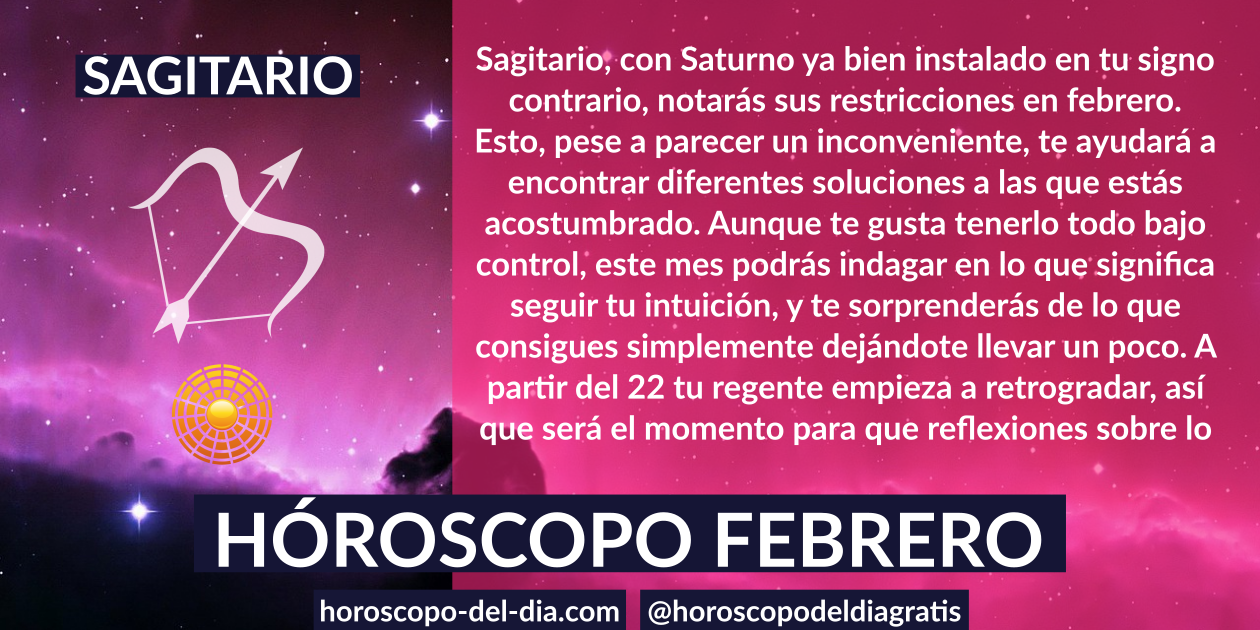 SAGITARIO
Sagitario, con Saturno ya bien instalado en tu signo
contrario, notarás sus restricciones en febrero.
Esto, pese a parecer un inconveniente, te ayudará a
encontrar diferentes soluciones a las que estás
acostumbrado. Aunque te gusta tenerlo todo bajo
control, este mes podrás indagar en lo que significa
seguir tu intuición, y te sorprenderás de lo que
consigues simplemente dejándote llevar un poco. A
partir del 22 tu regente empieza a retrogradar, así
que será el momento para que reflexiones sobre lo
HÓROSCOPO FEBRERO
horoscopo-del-dia.com @horoscopodeldiagratis